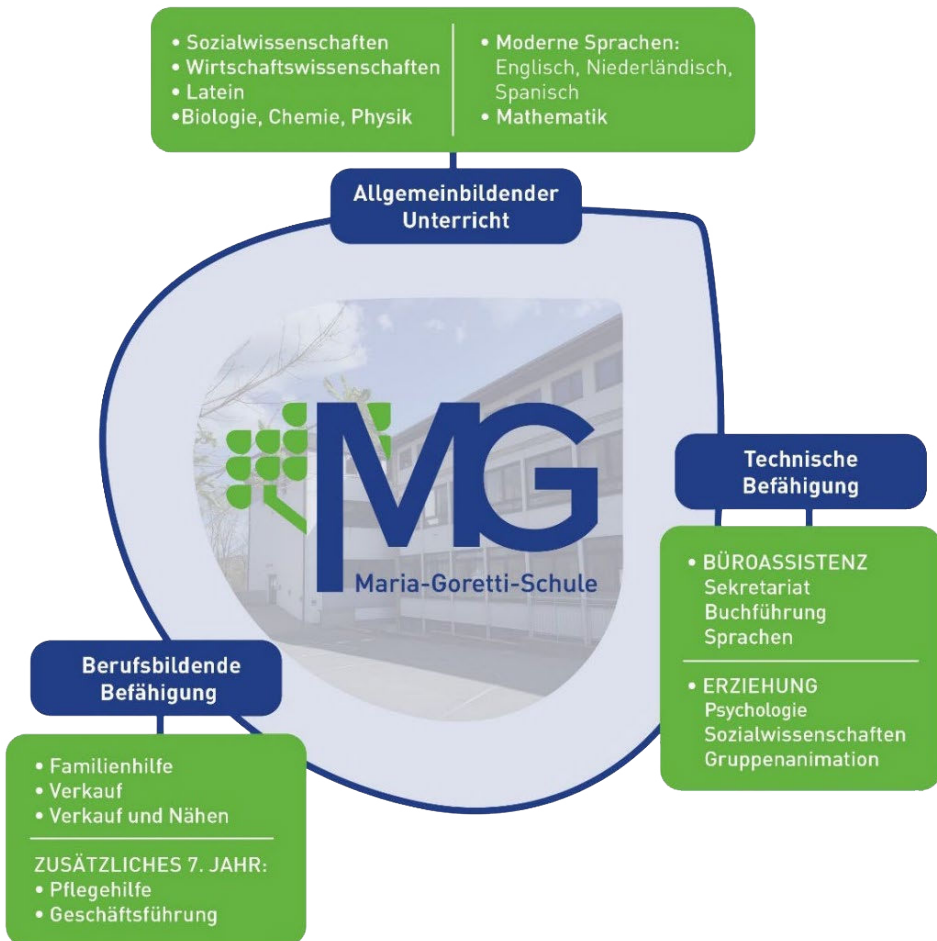 • Sozialwissenschaften
• Wirtschaftswissenschaften
• Latein
•Biologie, Chemie, Physik
• Moderne Sprachen:
Englisch, Niederländisch,
Spanisch
• Mathematik
Allgemeinbildender
Unterricht
MG
Maria-Goretti-Schule
Technische
Befähigung
• BÜROASSISTENZ
Sekretariat
Buchführung
Sprachen
• ERZIEHUNG
Psychologie
Sozialwissenschaften
Gruppenanimation
Berufsbildende
Befähigung
• Familienhilfe
• Verkauf
• Verkauf und Nähen
ZUSÄTZLICHES 7. JAHR:
• Pflegehilfe
• Geschäftsführung